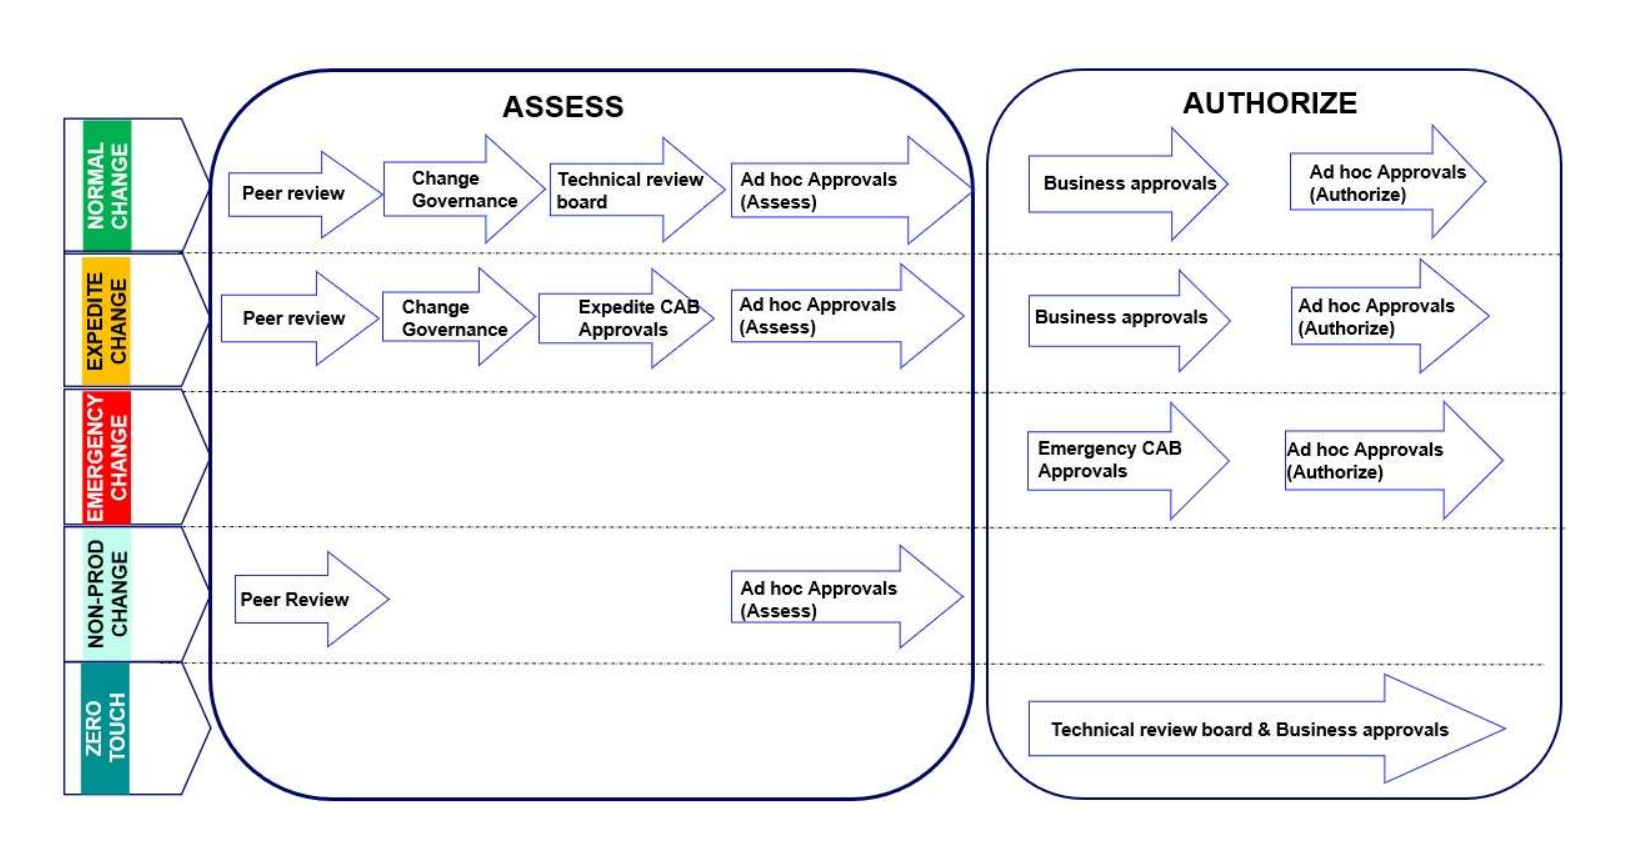 ASSESS
AUTHORIZE
NORMAL
CHANGE
Peer review
Change
Governance
Technical review
board
Ad hoc Approvals
(Assess)
Business approvals
Ad hoc Approvals
(Authorize)
EXPEDITE
CHANGE
Peer review
Change
Governance
Expedite CAB
Approvals
Ad hoc Approvals
(Assess)
Business approvals
Ad hoc Approvals
(Authorize)
EMERGENCY
CHANGE
Emergency CAB
Approvals
Ad hoc Approvals
(Authorize)
NON-PROD
CHANGE
Peer Review
Ad hoc Approvals
(Assess)
ZERO
TOUCH
Technical review board & Business approvals